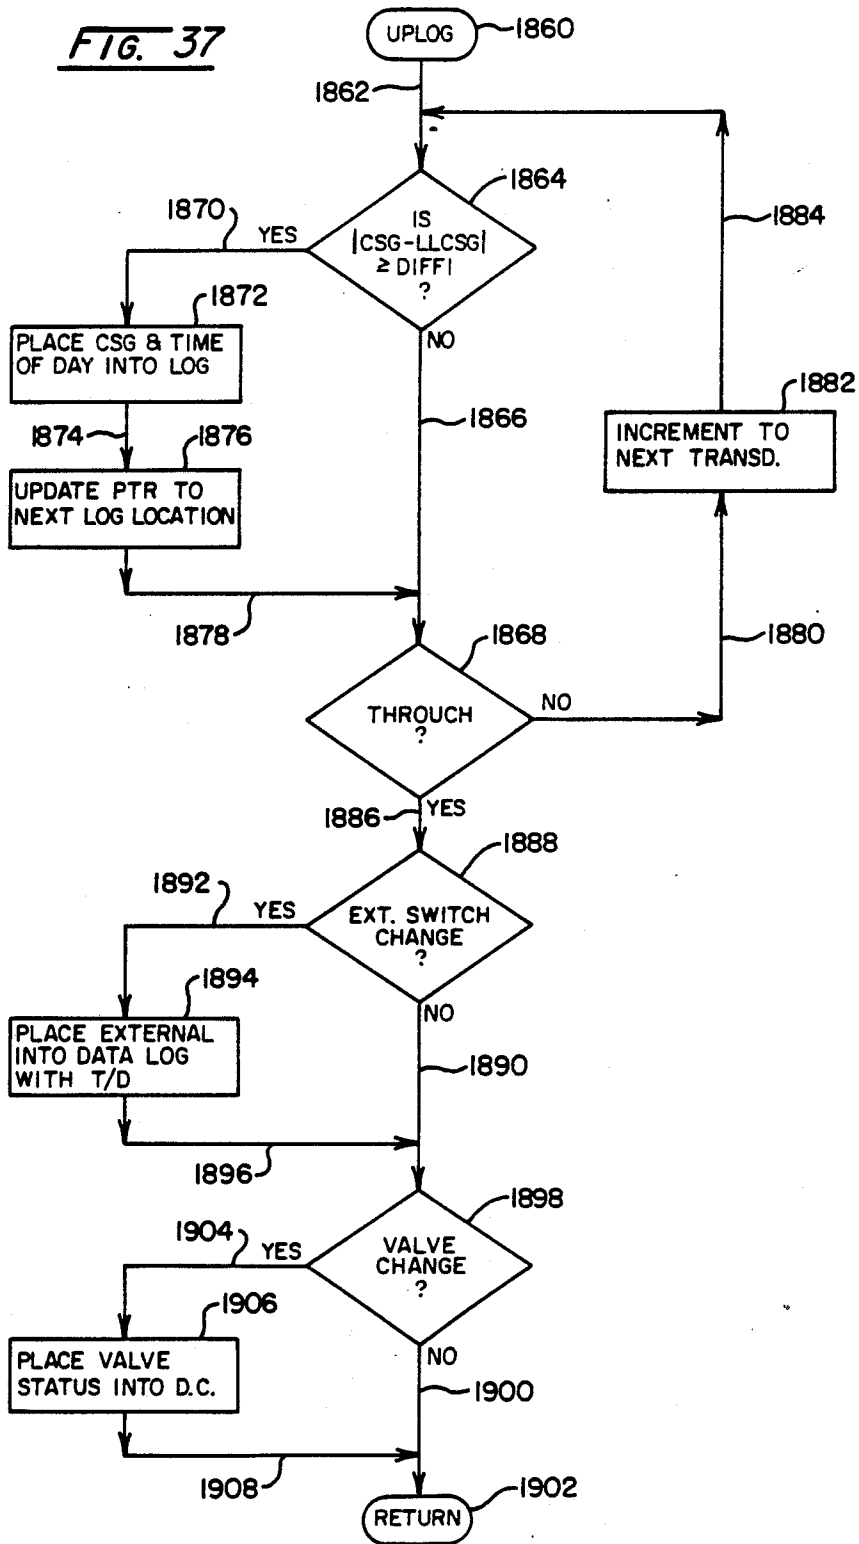 FIG. 37
UPLOG
1860
1862
1864
IS
|CSG-LLCSG|
≥ DIFF1
?
1870
YES
NO
1884
1872
PLACE CSG & TIME
OF DAY INTO LOG
1866
1882
INCREMENT TO
NEXT TRANSD.
1874
1876
UPDATE PTR TO
NEXT LOG LOCATION
1878
1868
1880
THROUCH
?
NO
1886
YES
1888
1892
YES
EXT. SWITCH
CHANGE
?
1894
NO
PLACE EXTERNAL
INTO DATA LOG
WITH T/D
1890
1896
1898
1904
YES
VALVE
CHANGE
?
1906
NO
PLACE VALVE
STATUS INTO D.C.
1900
1908
1902
RETURN